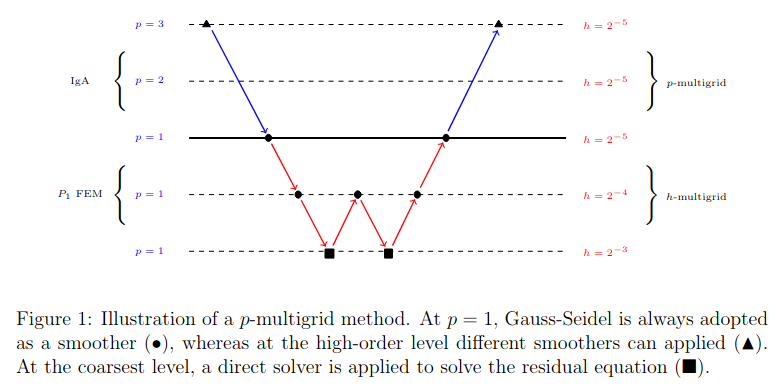 p = 3 h = 2⁻⁵
IgA p = 2 h = 2⁻⁵ p-multigrid
p = 1 h = 2⁻⁵
P₁ FEM p = 1 h = 2⁻⁴ h-multigrid
p = 1 h = 2⁻³
Figure 1: Illustration of a p-multigrid method. At p = 1, Gauss-Seidel is always adopted
as a smoother (●), whereas at the high-order level different smoothers can applied (▲).
At the coarsest level, a direct solver is applied to solve the residual equation (■).